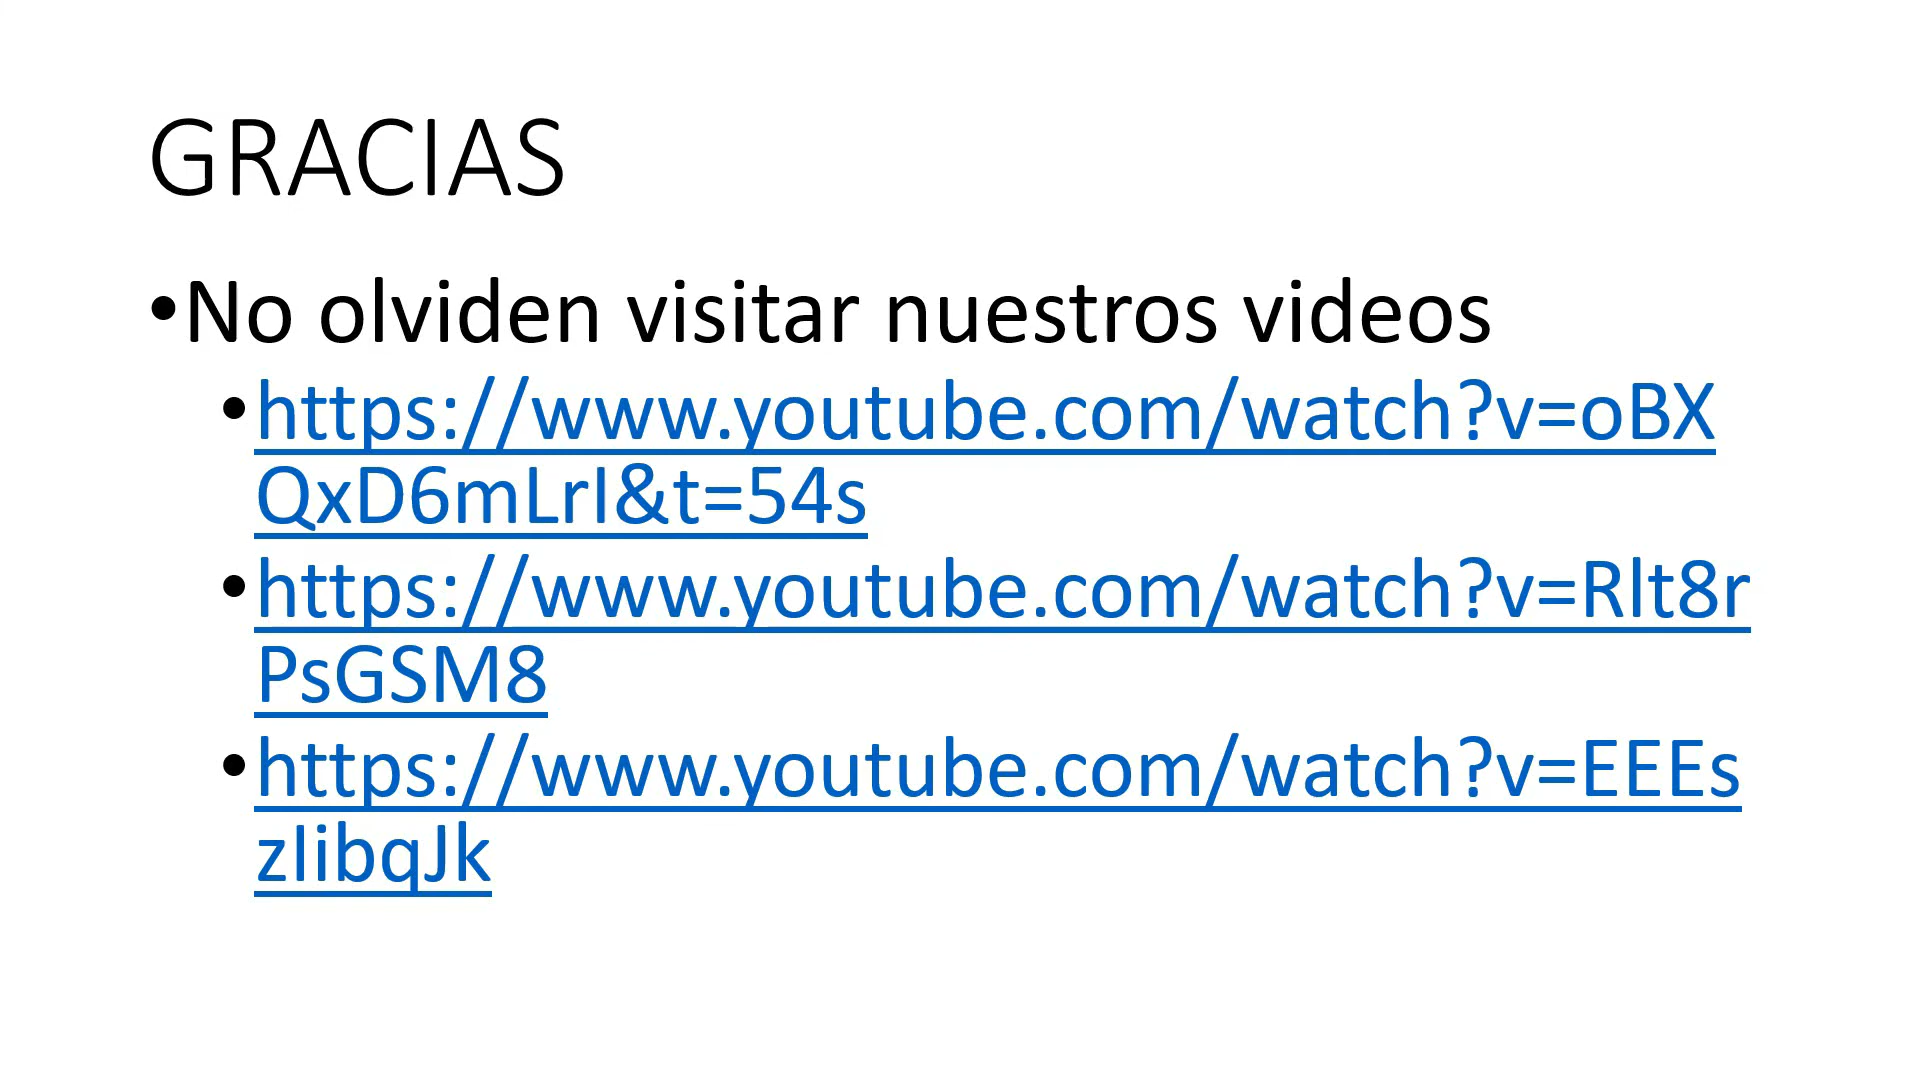 GRACIAS
•No olviden visitar nuestros videos
•https://www.youtube.com/watch?v=oBX
QxD6mLrI&t=54s
•https://www.youtube.com/watch?v=Rlt8r
PsGSM8
•https://www.youtube.com/watch?v=EEEs
zIibqJk